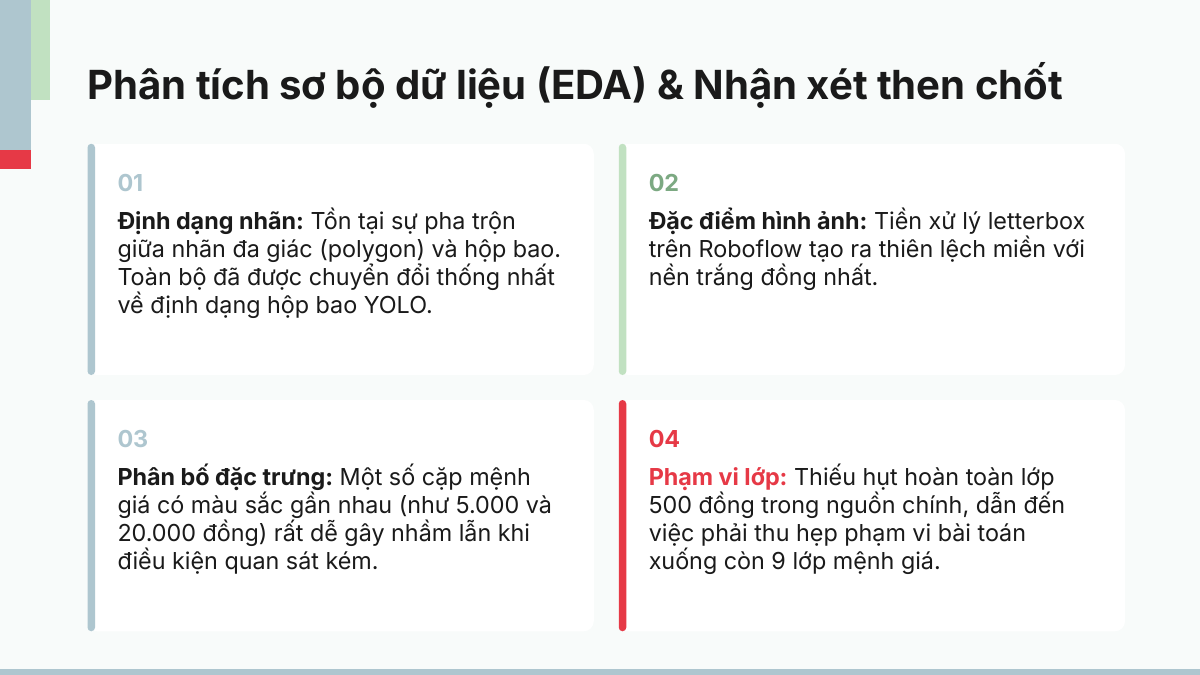 Phân tích sơ bộ dữ liệu (EDA) & Nhận xét then chốt
01
Định dạng nhãn: Tồn tại sự pha trộn
giữa nhãn đa giác (polygon) và hộp bao.
Toàn bộ đã được chuyển đổi thống nhất
về định dạng hộp bao YOLO.
02
Đặc điểm hình ảnh: Tiền xử lý letterbox
trên Roboflow tạo ra thiên lệch miền với
nền trắng đồng nhất.
03
Phân bố đặc trưng: Một số cặp mệnh
giá có màu sắc gần nhau (như 5.000 và
20.000 đồng) rất dễ gây nhầm lẫn khi
điều kiện quan sát kém.
04
Phạm vi lớp: Thiếu hụt hoàn toàn lớp
500 đồng trong nguồn chính, dẫn đến
việc phải thu hẹp phạm vi bài toán
xuống còn 9 lớp mệnh giá.